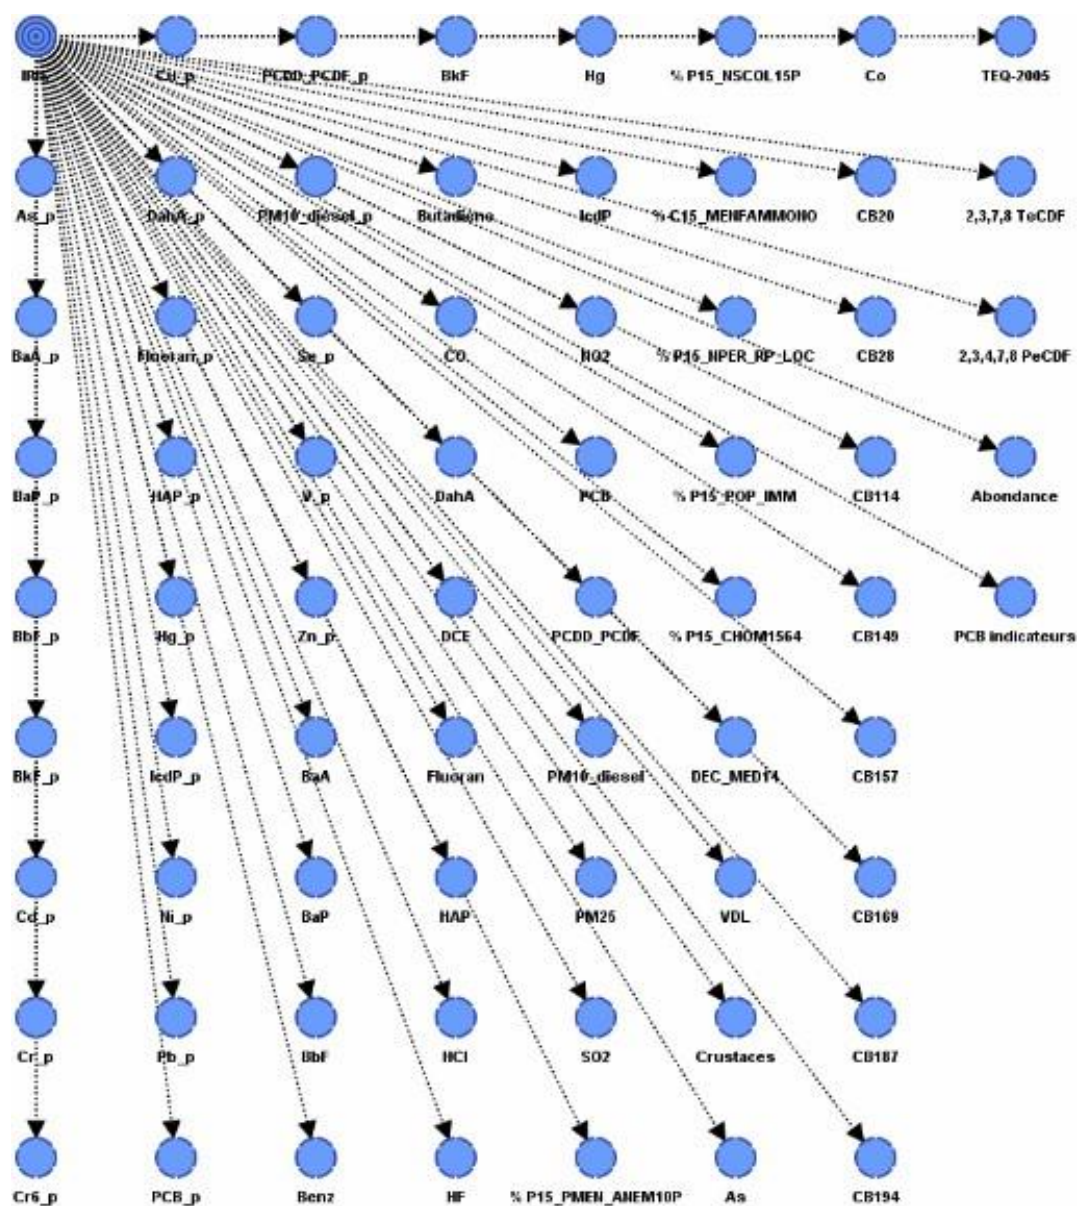 IRIS Cu_p PCDD_PCDF_p BkF Hg % P15_NSCOL15P Co TEQ-2005
As_p DahA_p PM10_diesel_p Butadiene IcdP % C15_MENFAMMONO CB20 2,3,7,8 TeCDF
BaA_p Fluoran_p Se_p CO NO2 % P15_NPER_RP_LOC CB28 2,3,4,7,8 PeCDF
BaP_p HAP_p V_p DahA PCB % P15_POP_IMM CB114 Abondance
BbF_p Hg_p Zn_p DCE PCDD_PCDF % P15_CHOM1564 CB149 PCB indicateurs
BkF_p IcdP_p BaA Fluoran PM10_diesel DEC_MED14 CB157
Cd_p Ni_p BaP HAP PM25 VDL CB169
Cr_p Pb_p BbF HCl SO2 Crustaces CB187
Cr6_p PCB_p Benz HF % P15_PMEN_ANEM10P As CB194